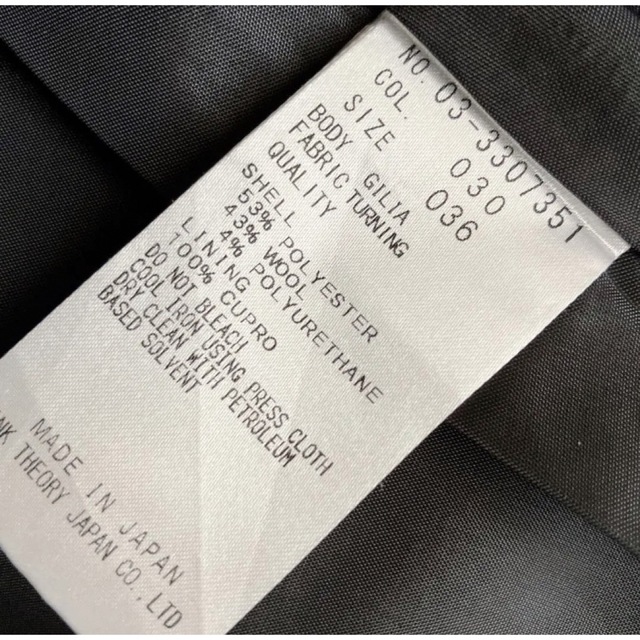 NO. 03-3307351
COL. 030
SIZE 036
BODY GILIA
FABRIC TURNING
QUALITY
SHELL
53% POLYESTER
43% WOOL
4% POLYURETHANE
LINING
100% CUPRO
DO NOT BLEACH
COOL IRON USING PRESS CLOTH
DRY CLEAN WITH PETROLEUM
BASED SOLVENT
MADE IN JAPAN
THEORY JAPAN CO., LTD